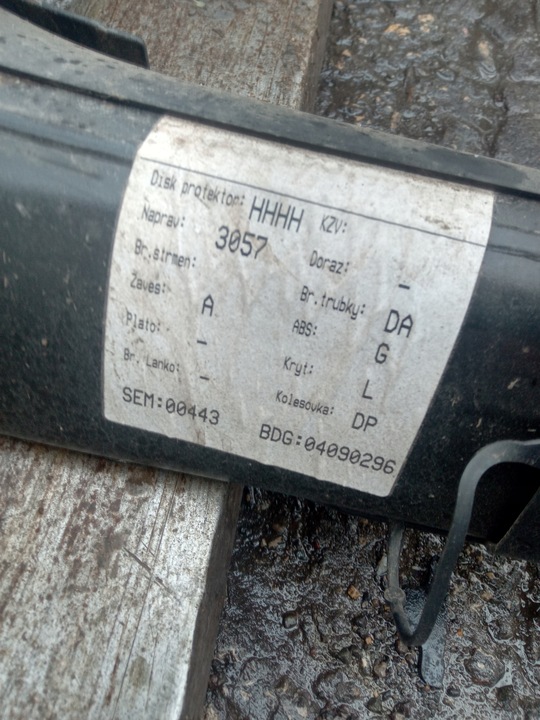 Disk protektor: HHHH KZV:
Naprav: 3057 Doraz: -
Br.strmen: Br.trubky: DA
Zaves: A ABS: G
Plato: - Kryt: L
Br. Lanko: - Kolesovka: DP
SEM:00443 BDG:04090296